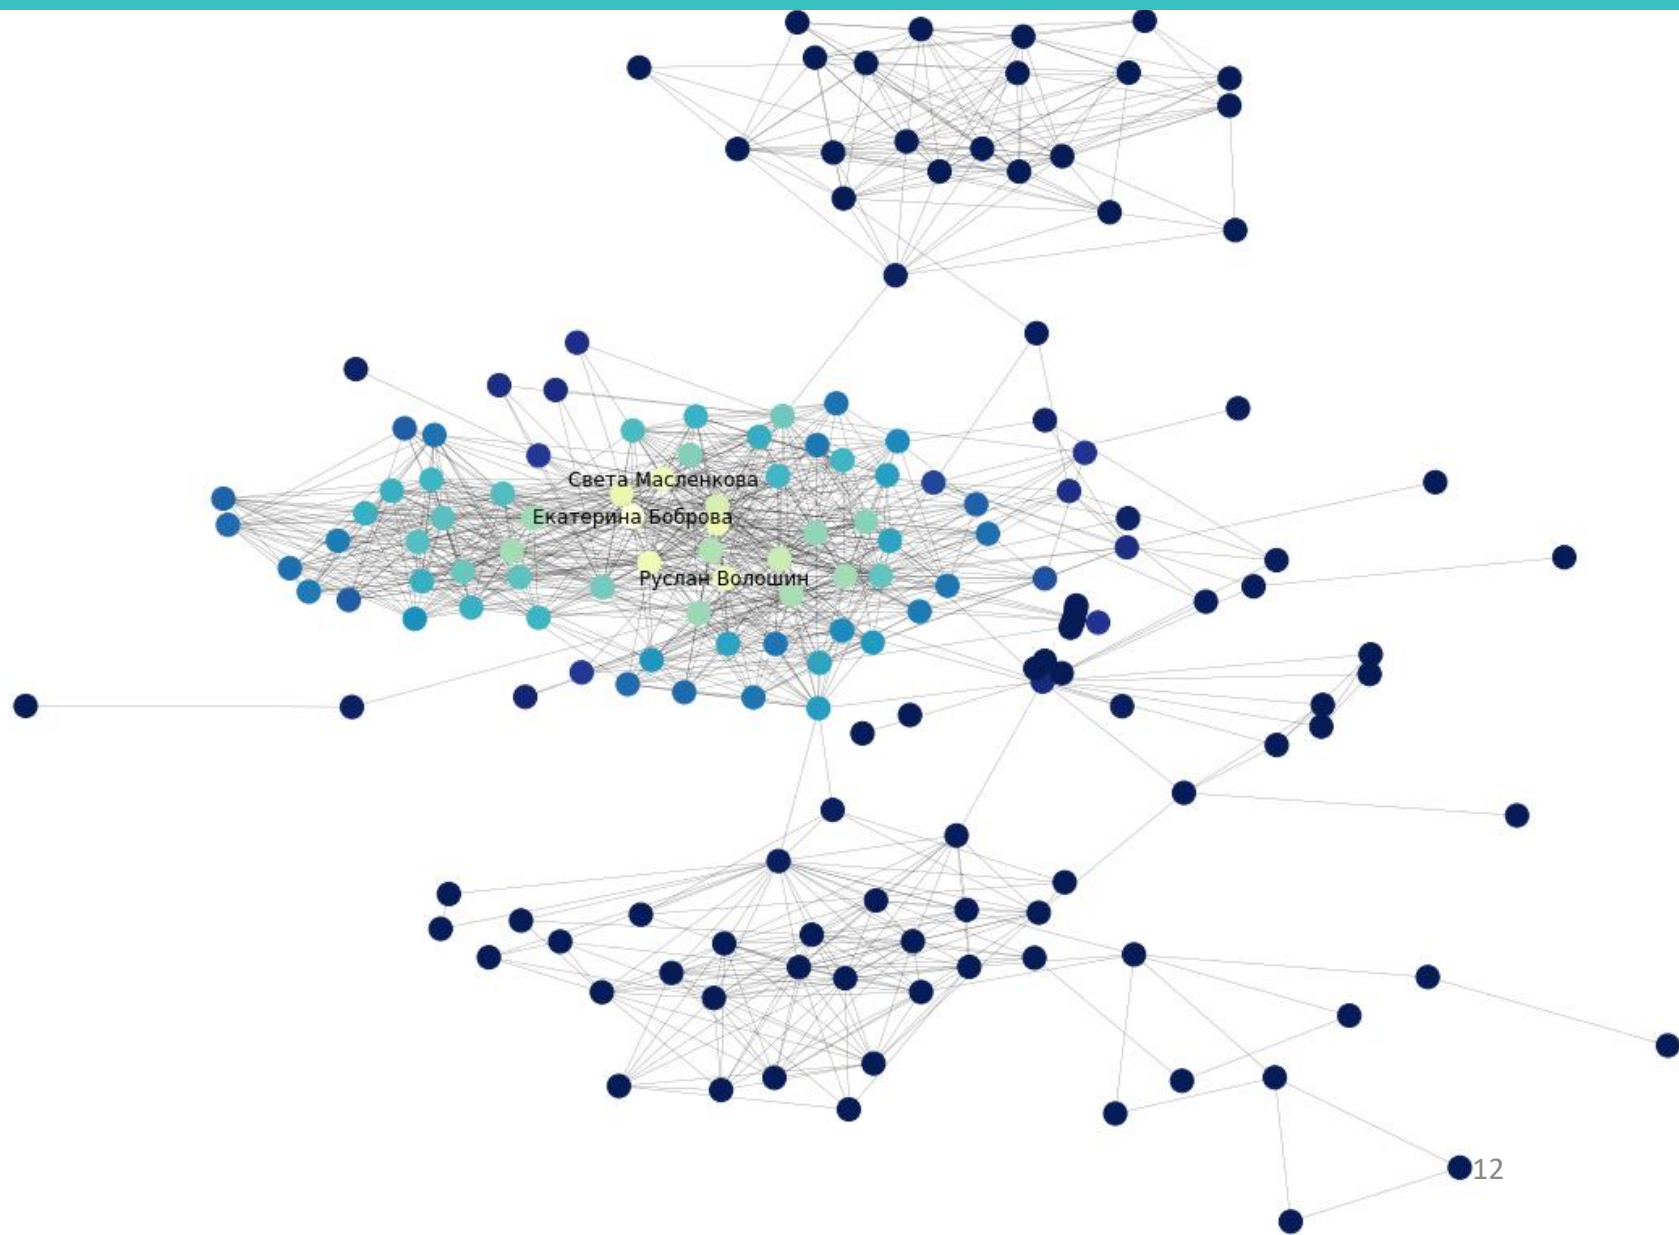 Света Масленкова
Екатерина Боброва
Руслан Волошин
12